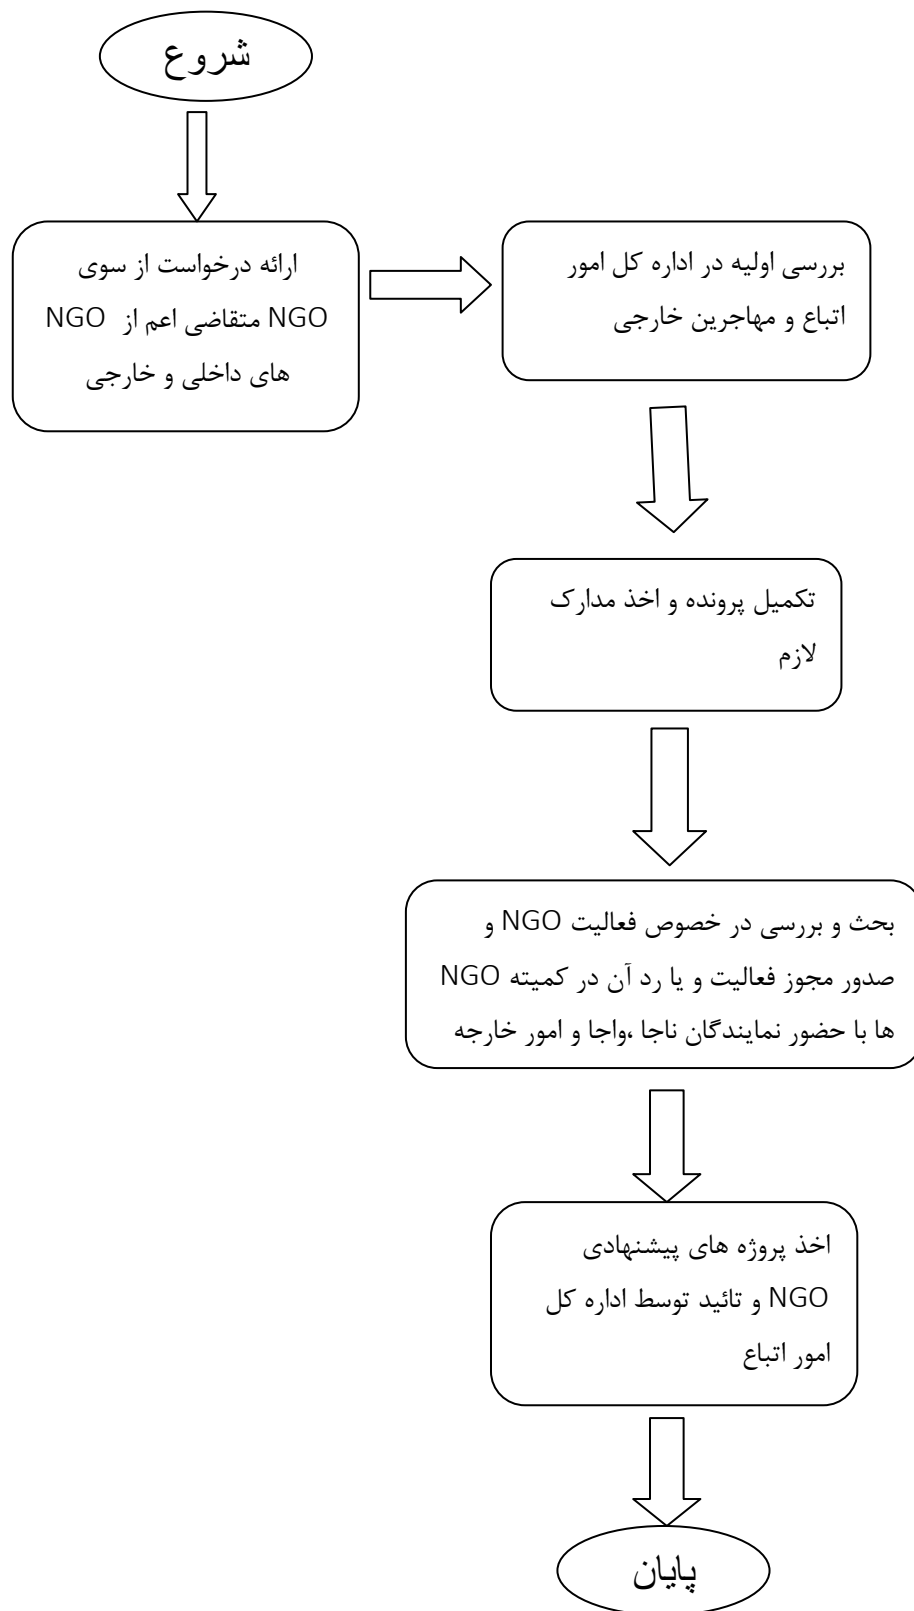 شروع
ارائه درخواست از سوی
NGO متقاضی اعم از NGO
های داخلی و خارجی
بررسی اولیه در اداره کل امور
اتباع و مهاجرین خارجی
تکمیل پرونده و اخذ مدارک
لازم
بحث و بررسی در خصوص فعالیت NGO و
صدور مجوز فعالیت و یا رد آن در کمیته NGO
ها با حضور نمایندگان ناجا ،واجا و امور خارجه
اخذ پروژه های پیشنهادی
NGO و تائید توسط اداره کل
امور اتباع
پایان